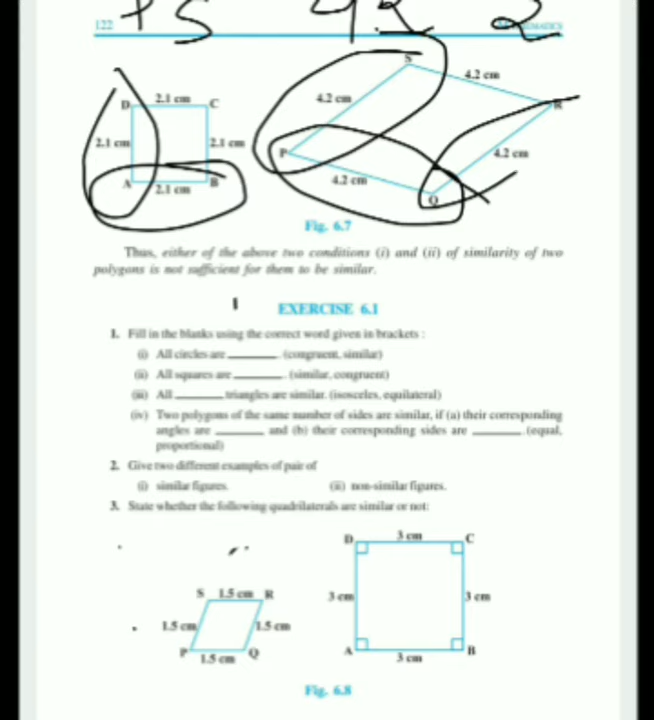 122 MATHEMATICS
D 2.1 cm C
2.1 cm 2.1 cm
A 2.1 cm B
S
4.2 cm 4.2 cm
R
P
4.2 cm 4.2 cm
Q
Fig. 6.7
Thus, either of the above two conditions (i) and (ii) of similarity of two
polygons is not sufficient for them to be similar.
EXERCISE 6.1
1. Fill in the blanks using the correct word given in brackets :
(i) All circles are ________. (congruent, similar)
(ii) All squares are ________. (similar, congruent)
(iii) All ________ triangles are similar. (isosceles, equilateral)
(iv) Two polygons of the same number of sides are similar, if (a) their corresponding
angles are ________ and (b) their corresponding sides are ________. (equal,
proportional)
2. Give two different examples of pair of
(i) similar figures. (ii) non-similar figures.
3. State whether the following quadrilaterals are similar or not:
S 1.5 cm R
1.5 cm 1.5 cm
P 1.5 cm Q
D 3 cm C
3 cm 3 cm
A 3 cm B
Fig. 6.8